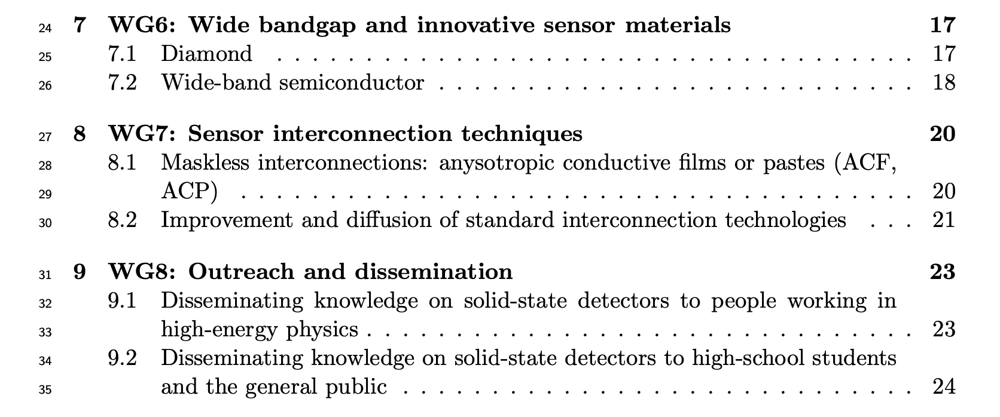 24 7 WG6: Wide bandgap and innovative sensor materials 17
25 7.1 Diamond . . . . . . . . . . . . . . . . . . . . . . . . . . . . . . . . . . . . 17
26 7.2 Wide-band semiconductor . . . . . . . . . . . . . . . . . . . . . . . . . . . 18
27 8 WG7: Sensor interconnection techniques 20
28 8.1 Maskless interconnections: anysotropic conductive films or pastes (ACF,
29 ACP) . . . . . . . . . . . . . . . . . . . . . . . . . . . . . . . . . . . . . . 20
30 8.2 Improvement and diffusion of standard interconnection technologies . . . 21
31 9 WG8: Outreach and dissemination 23
32 9.1 Disseminating knowledge on solid-state detectors to people working in
33 high-energy physics . . . . . . . . . . . . . . . . . . . . . . . . . . . . . . . 23
34 9.2 Disseminating knowledge on solid-state detectors to high-school students
35 and the general public . . . . . . . . . . . . . . . . . . . . . . . . . . . . . 24